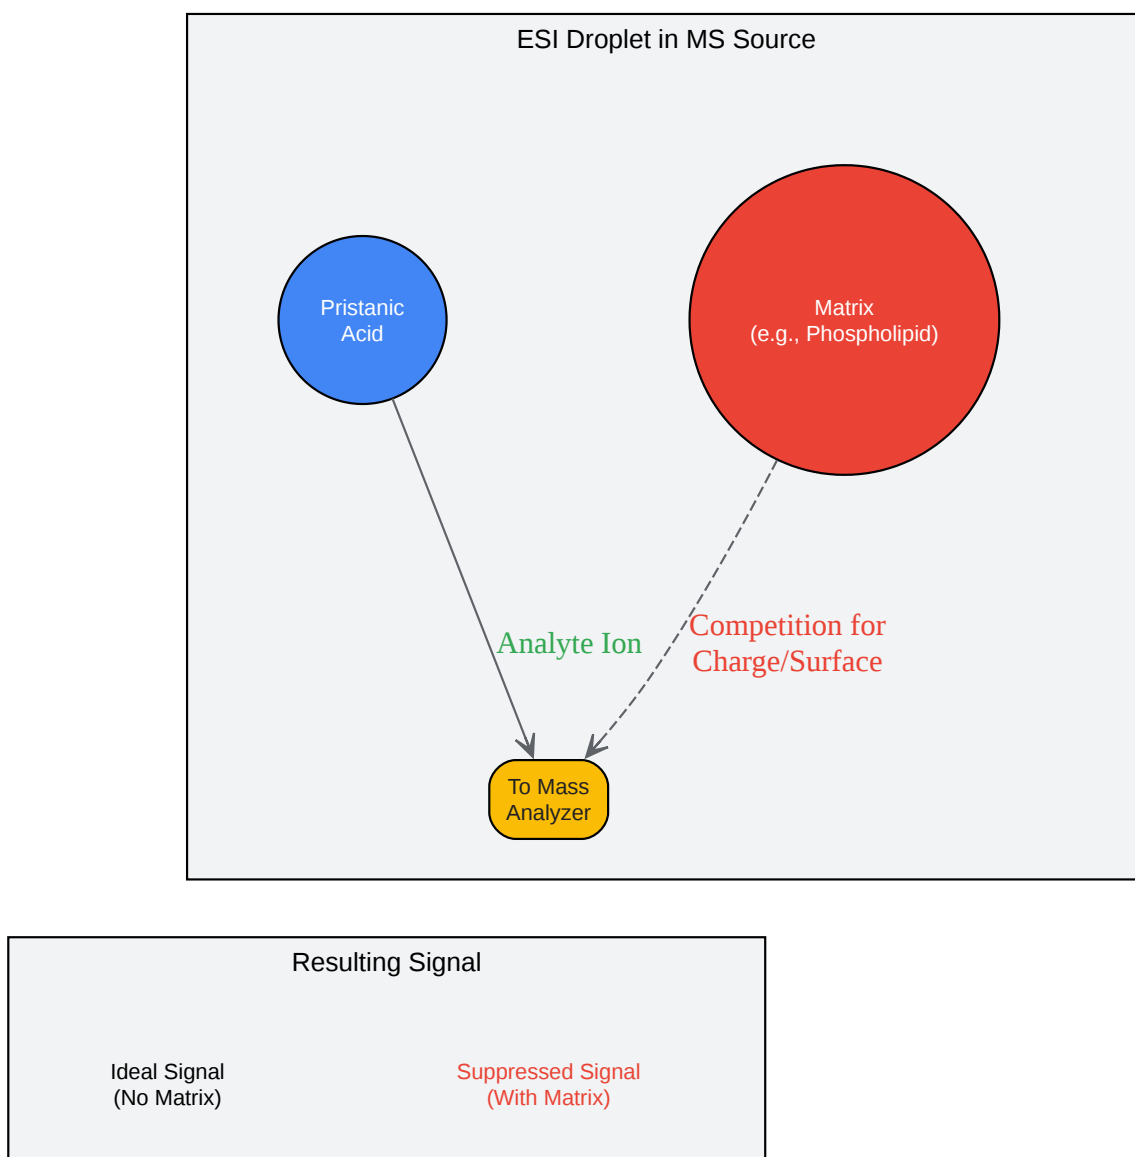 ESI Droplet in MS Source
Pristanic
Acid
Matrix
(e.g., Phospholipid)
Analyte Ion
Competition for
Charge/Surface
To Mass
Analyzer
Resulting Signal
Ideal Signal
(No Matrix)
Suppressed Signal
(With Matrix)